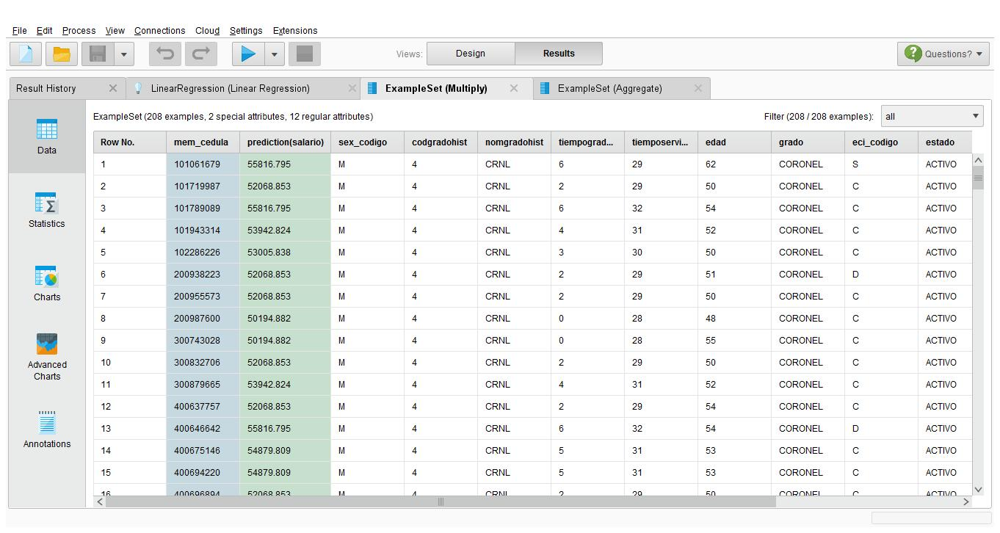 File Edit Process View Connections Cloud Settings Extensions
Views: Design Results Questions?
Result History LinearRegression (Linear Regression) ExampleSet (Multiply) ExampleSet (Aggregate)
ExampleSet (208 examples, 2 special attributes, 12 regular attributes) Filter (208 / 208 examples): all
Data
Statistics
Charts
Advanced
Charts
Annotations
Row No. mem_cedula prediction(salario) sex_codigo codgradohist nomgradohist tiempograd... tiemposervi... edad grado eci_codigo estado
1 101061679 55816.795 M 4 CRNL 6 29 62 CORONEL S ACTIVO
2 101719987 52068.853 M 4 CRNL 2 29 50 CORONEL C ACTIVO
3 101789089 55816.795 M 4 CRNL 6 32 54 CORONEL C ACTIVO
4 101943314 53942.824 M 4 CRNL 4 31 52 CORONEL C ACTIVO
5 102286226 53005.838 M 4 CRNL 3 30 50 CORONEL C ACTIVO
6 200938223 52068.853 M 4 CRNL 2 29 51 CORONEL D ACTIVO
7 200955573 52068.853 M 4 CRNL 2 29 50 CORONEL C ACTIVO
8 200987600 50194.882 M 4 CRNL 0 28 48 CORONEL C ACTIVO
9 300743028 50194.882 M 4 CRNL 0 28 55 CORONEL C ACTIVO
10 300832706 52068.853 M 4 CRNL 2 29 50 CORONEL C ACTIVO
11 300879665 53942.824 M 4 CRNL 4 31 52 CORONEL C ACTIVO
12 400637757 52068.853 M 4 CRNL 2 29 54 CORONEL C ACTIVO
13 400646642 55816.795 M 4 CRNL 6 32 54 CORONEL D ACTIVO
14 400675146 54879.809 M 4 CRNL 5 31 53 CORONEL C ACTIVO
15 400694220 54879.809 M 4 CRNL 5 31 53 CORONEL C ACTIVO
16 400696894 52068.853 M 4 CRNL 2 29 50 CORONEL C ACTIVO